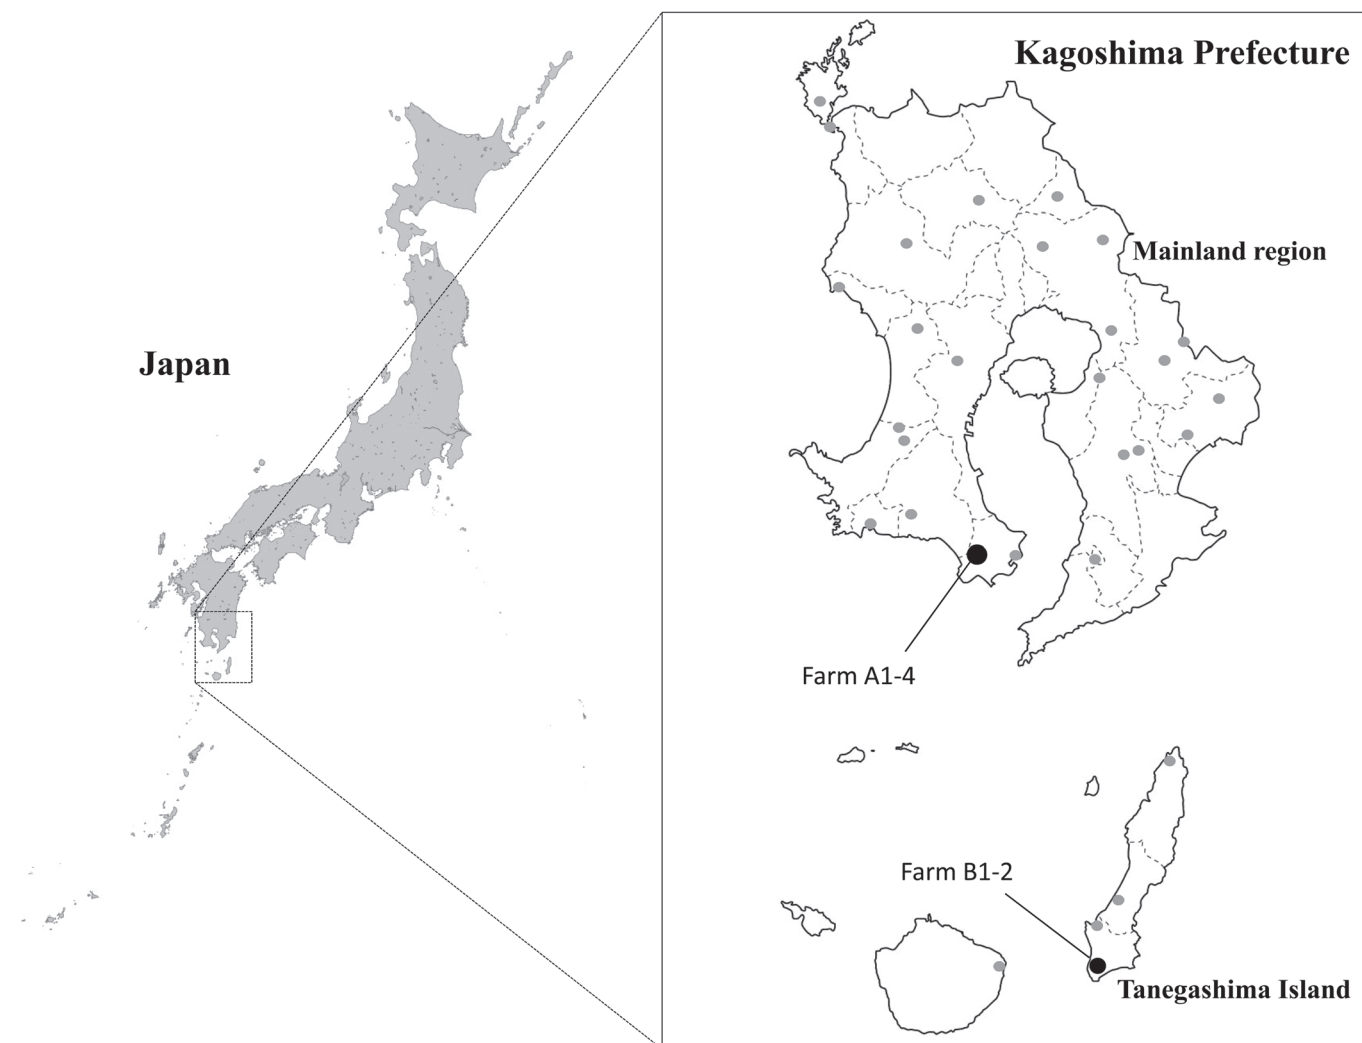 Kagoshima Prefecture
Mainland region
Japan
Farm A1-4
Farm B1-2
Tanegashima Island